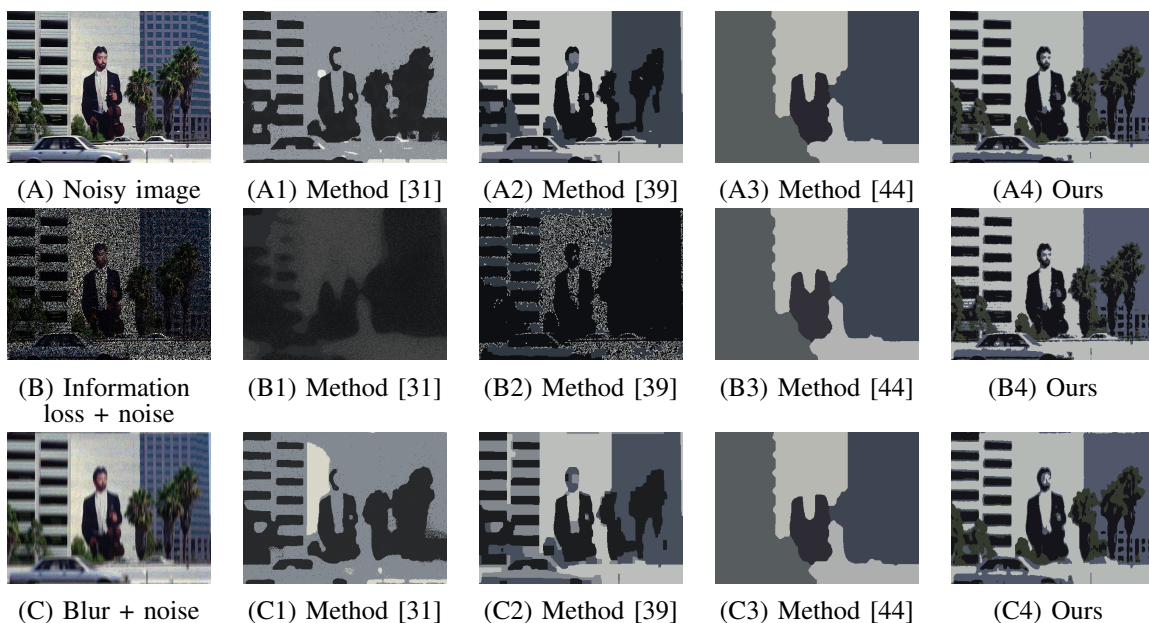 (A) Noisy image
(A1) Method [31]
(A2) Method [39]
(A3) Method [44]
(A4) Ours
(B) Information
loss + noise
(B1) Method [31]
(B2) Method [39]
(B3) Method [44]
(B4) Ours
(C) Blur + noise
(C1) Method [31]
(C2) Method [39]
(C3) Method [44]
(C4) Ours